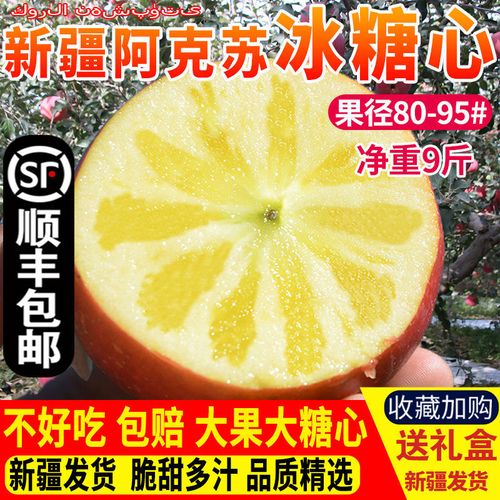 新疆阿克苏冰糖心
果径80-95#
净重9斤
SF
顺丰包邮
不好吃 包赔 大果大糖心
新疆发货 脆甜多汁 品质精选
收藏加购
送礼盒
新疆发货